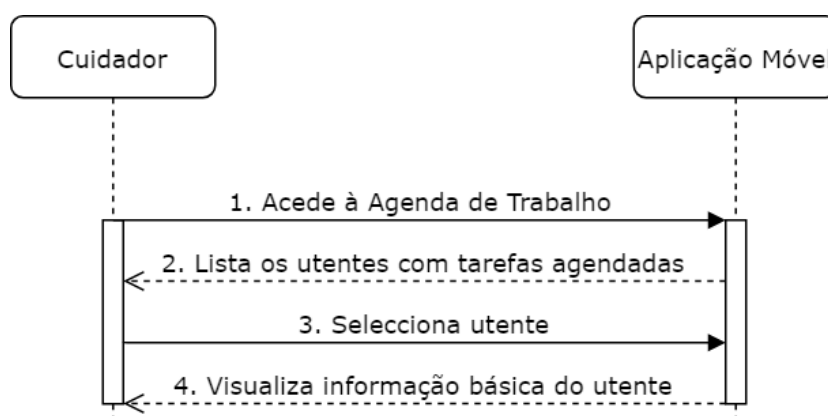 Cuidador
Aplicação Móvel
1. Acede à Agenda de Trabalho
2. Lista os utentes com tarefas agendadas
3. Selecciona utente
4. Visualiza informação básica do utente